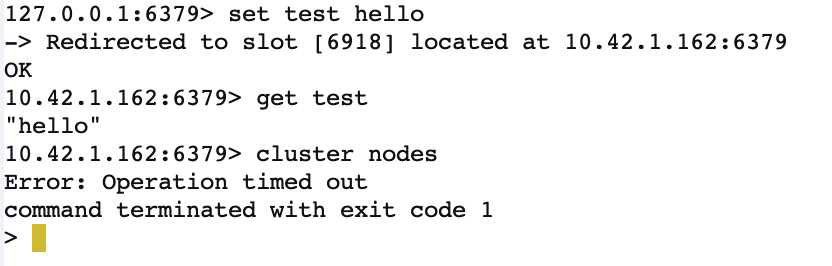 127.0.0.1:6379> set test hello
-> Redirected to slot [6918] located at 10.42.1.162:6379
OK
10.42.1.162:6379> get test
"hello"
10.42.1.162:6379> cluster nodes
Error: Operation timed out
command terminated with exit code 1
>